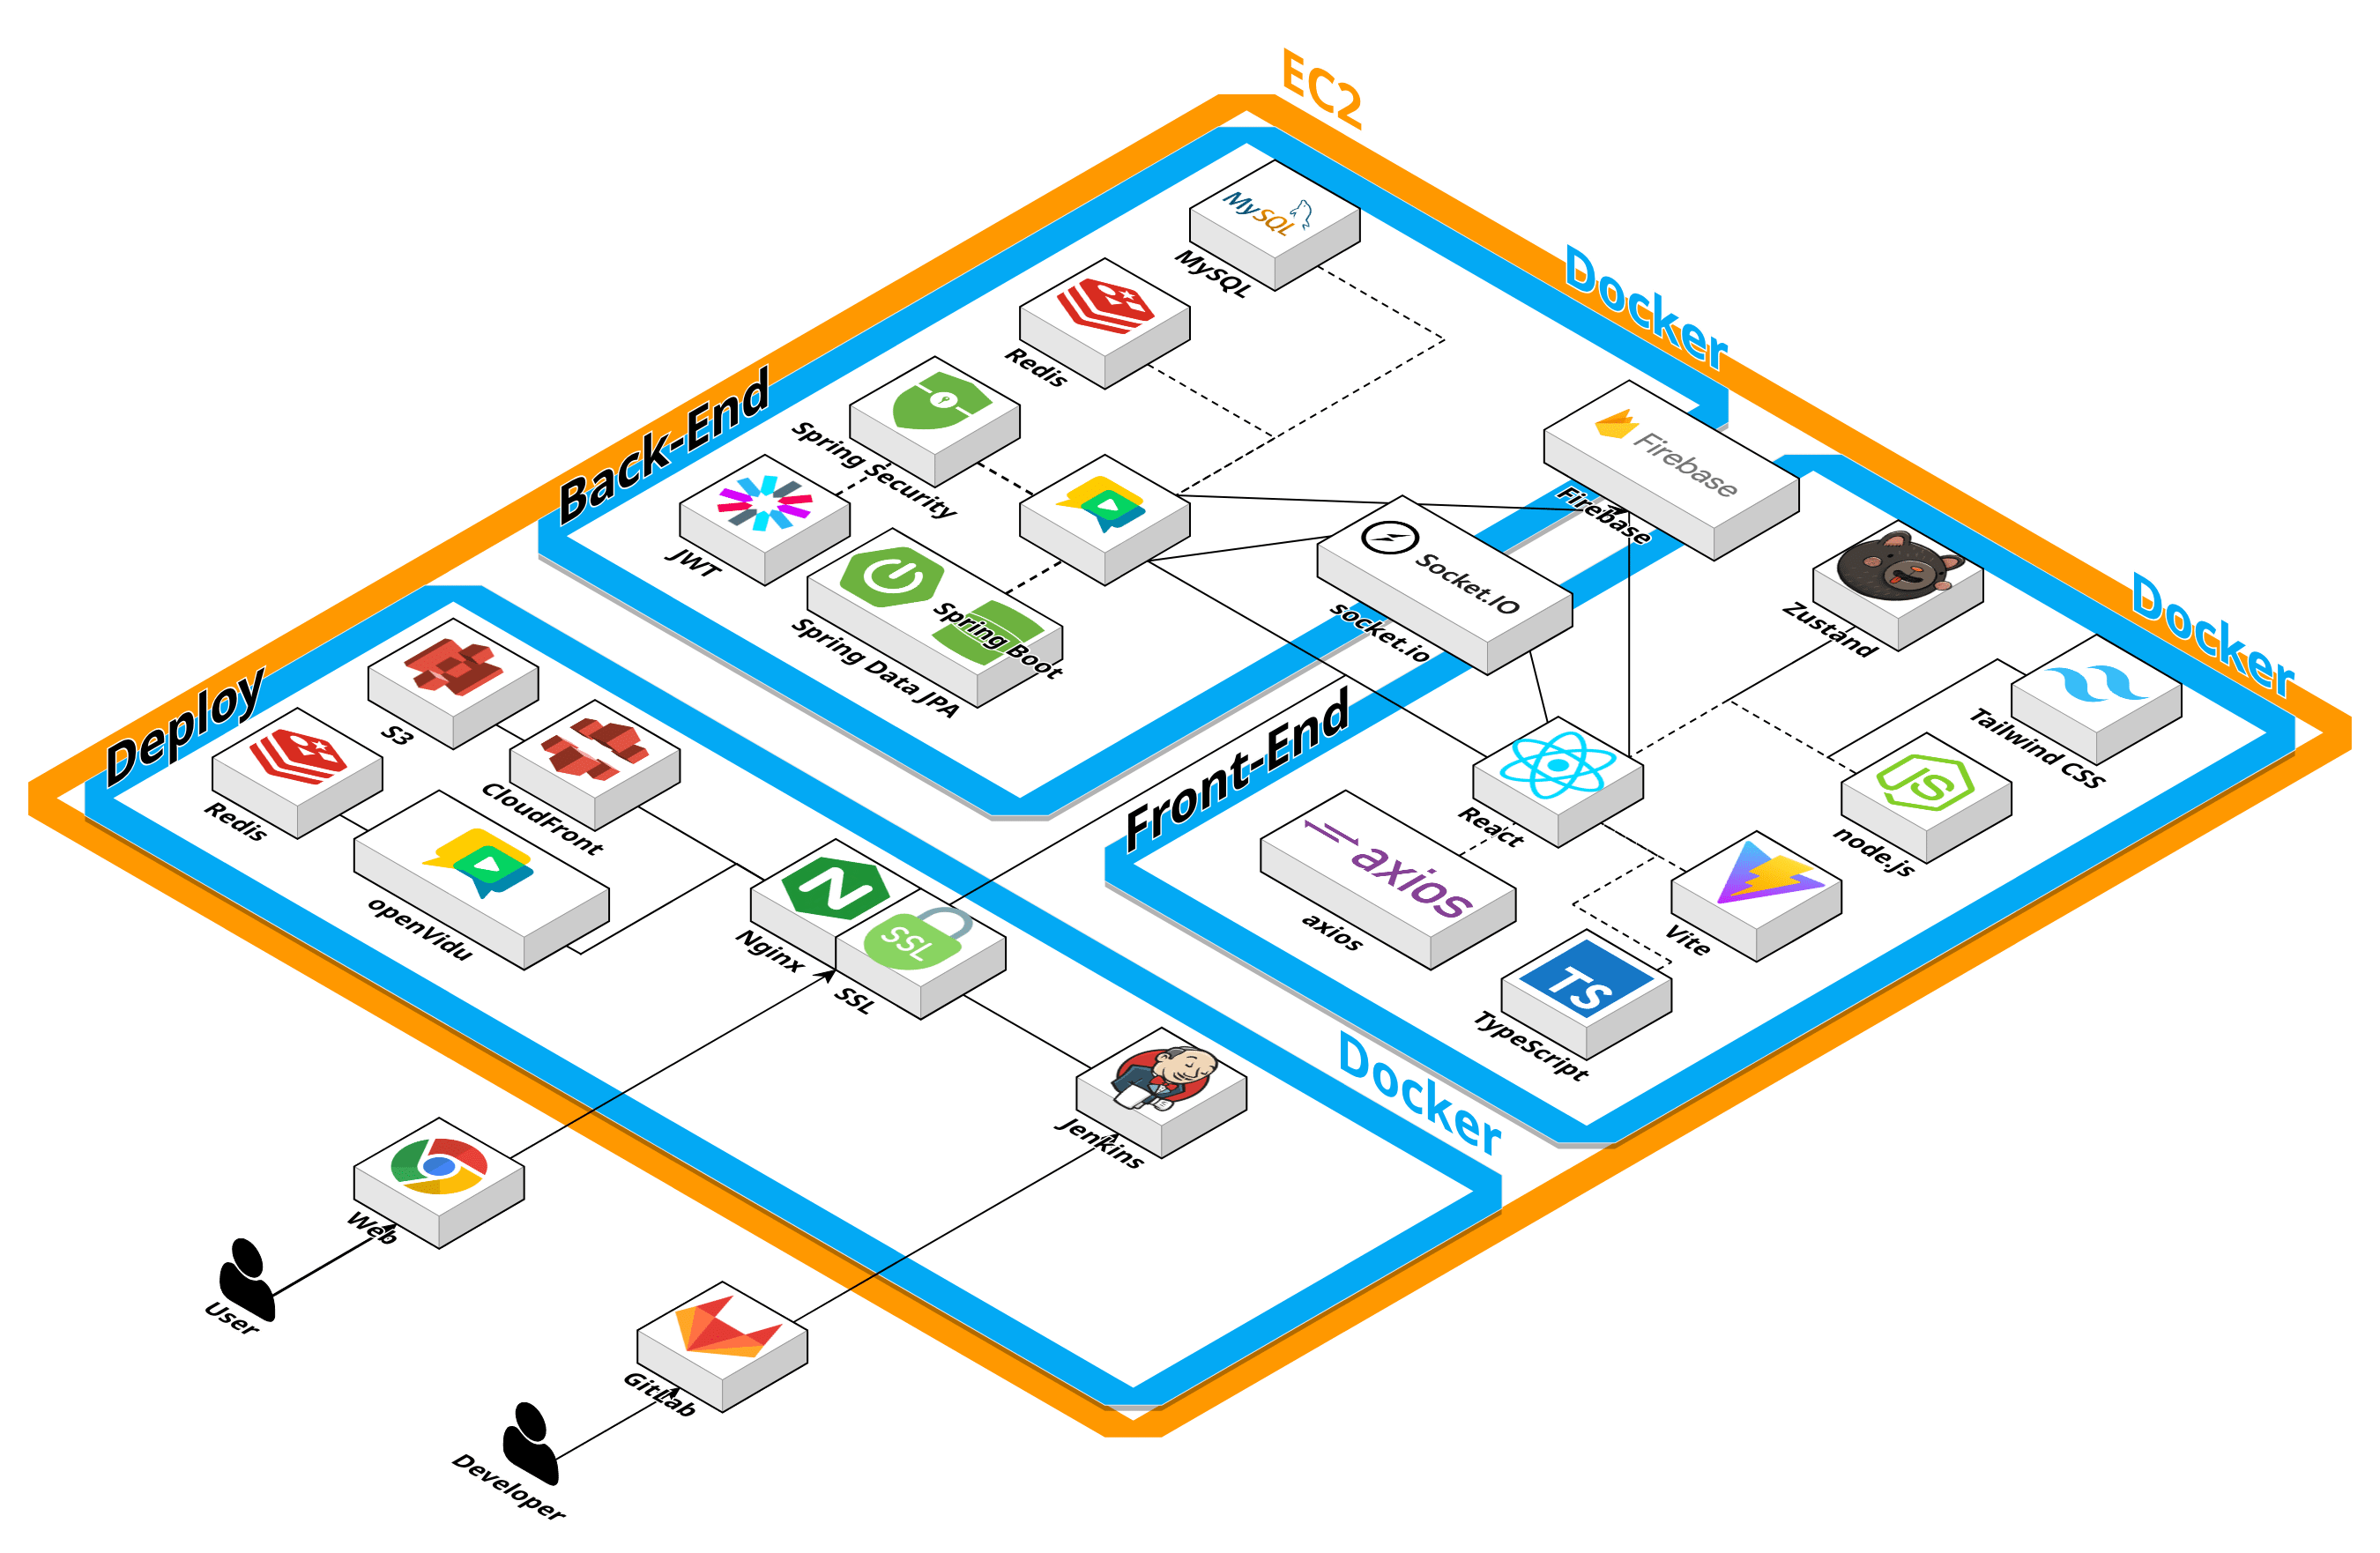 EC2
Docker
MySQL
MySQL
Redis
Back-End
Spring Security
JWT
Spring Boot
Spring Data JPA
Firebase
Firebase
Socket.IO
socket.io
Docker
Zustand
Tailwind CSS
JS
node.js
Front-End
React
axios
axios
Vite
TS
TypeScript
Deploy
S3
Redis
CloudFront
openVidu
Nginx
SSL
SSL
Docker
Jenkins
Web
User
GitLab
Developer